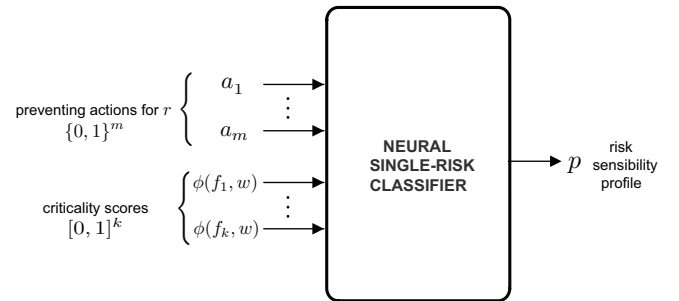 preventing actions for r
{0, 1}^m
a_1
⋮
a_m
criticality scores
[0, 1]^k
ϕ(f_1, w)
⋮
ϕ(f_k, w)
NEURAL
SINGLE-RISK
CLASSIFIER
p
risk
sensibility
profile